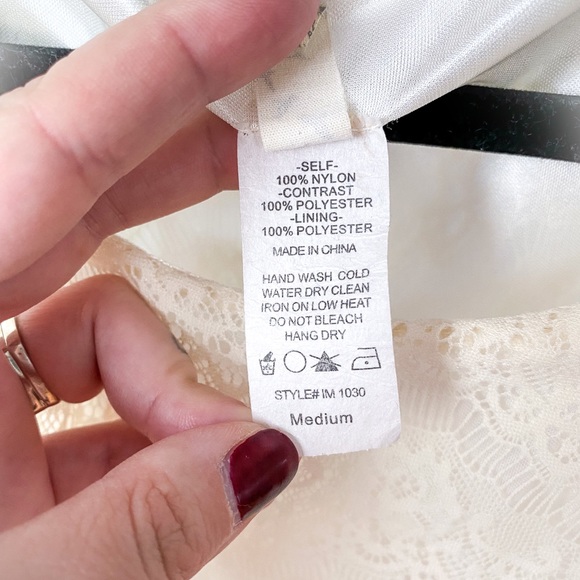 -SELF-
100% NYLON
-CONTRAST
100% POLYESTER
-LINING-
100% POLYESTER
MADE IN CHINA
HAND WASH COLD
WATER DRY CLEAN
IRON ON LOW HEAT
DO NOT BLEACH
HANG DRY
STYLE# IM 1030
Medium